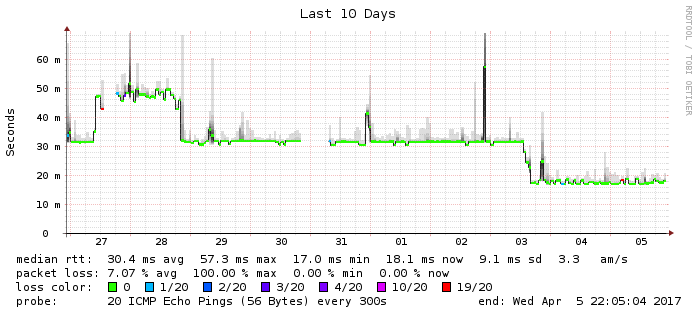 Last 10 Days
RRDTOOL / TOBI OETIKER
Seconds
60 m
50 m
40 m
30 m
20 m
10 m
0
27 28 29 30 31 01 02 03 04 05
median rtt: 30.4 ms avg 57.3 ms max 17.0 ms min 18.1 ms now 9.1 ms sd 3.3 am/s
packet loss: 7.07 % avg 100.00 % max 0.00 % min 0.00 % now
loss color: 0 1/20 2/20 3/20 4/20 10/20 19/20
probe: 20 ICMP Echo Pings (56 Bytes) every 300s end: Wed Apr 5 22:05:04 2017